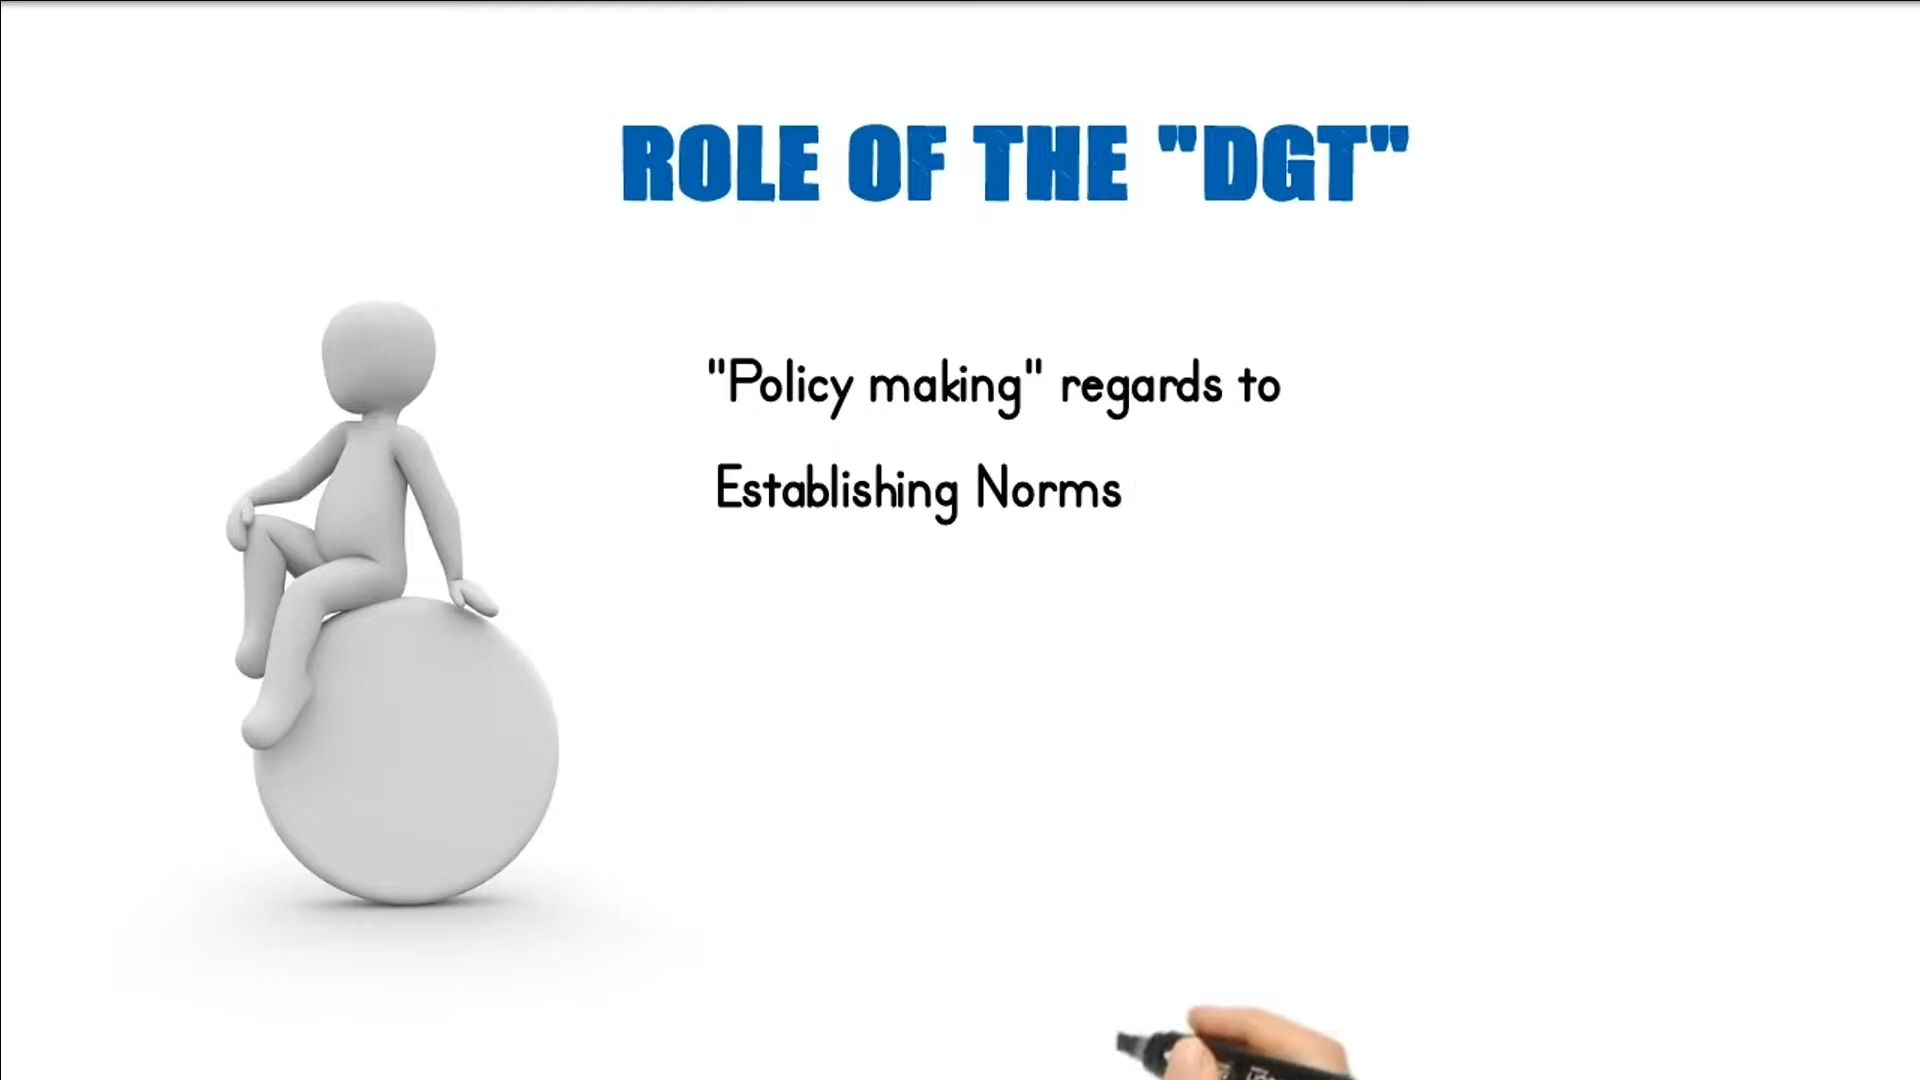 ROLE OF THE "DGT"
"Policy making" regards to
Establishing Norms